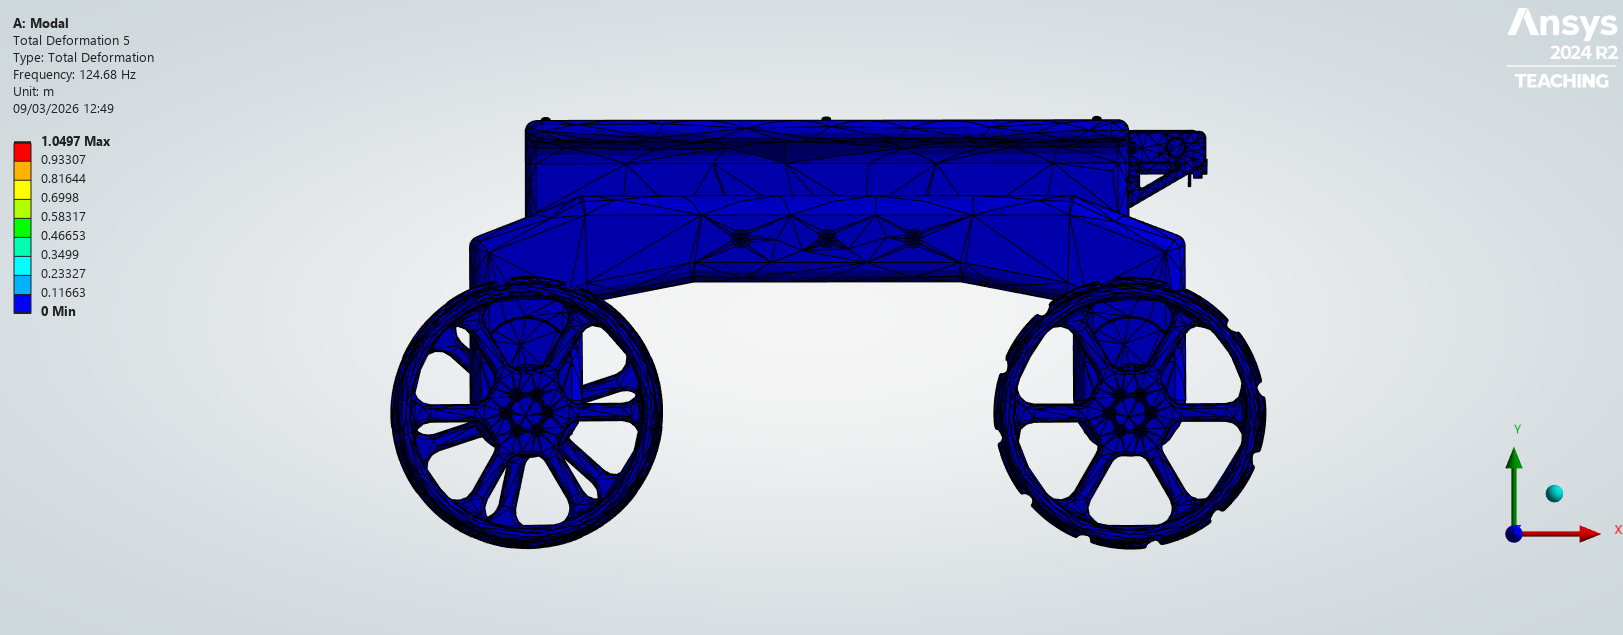 A: Modal
Total Deformation 5
Type: Total Deformation
Frequency: 124.68 Hz
Unit: m
09/03/2026 12:49
1.0497 Max
0.93307
0.81644
0.6998
0.58317
0.46653
0.3499
0.23327
0.11663
0 Min
Ansys
2024 R2
TEACHING
Y
X